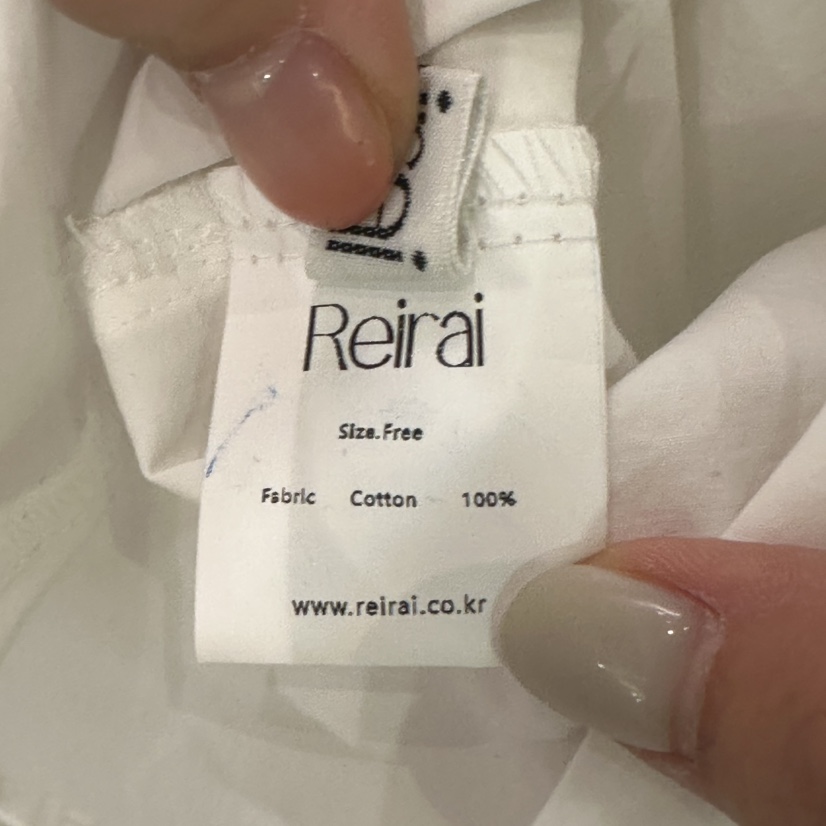 Reirai
Size.Free
Fabric Cotton 100%
www.reirai.co.kr